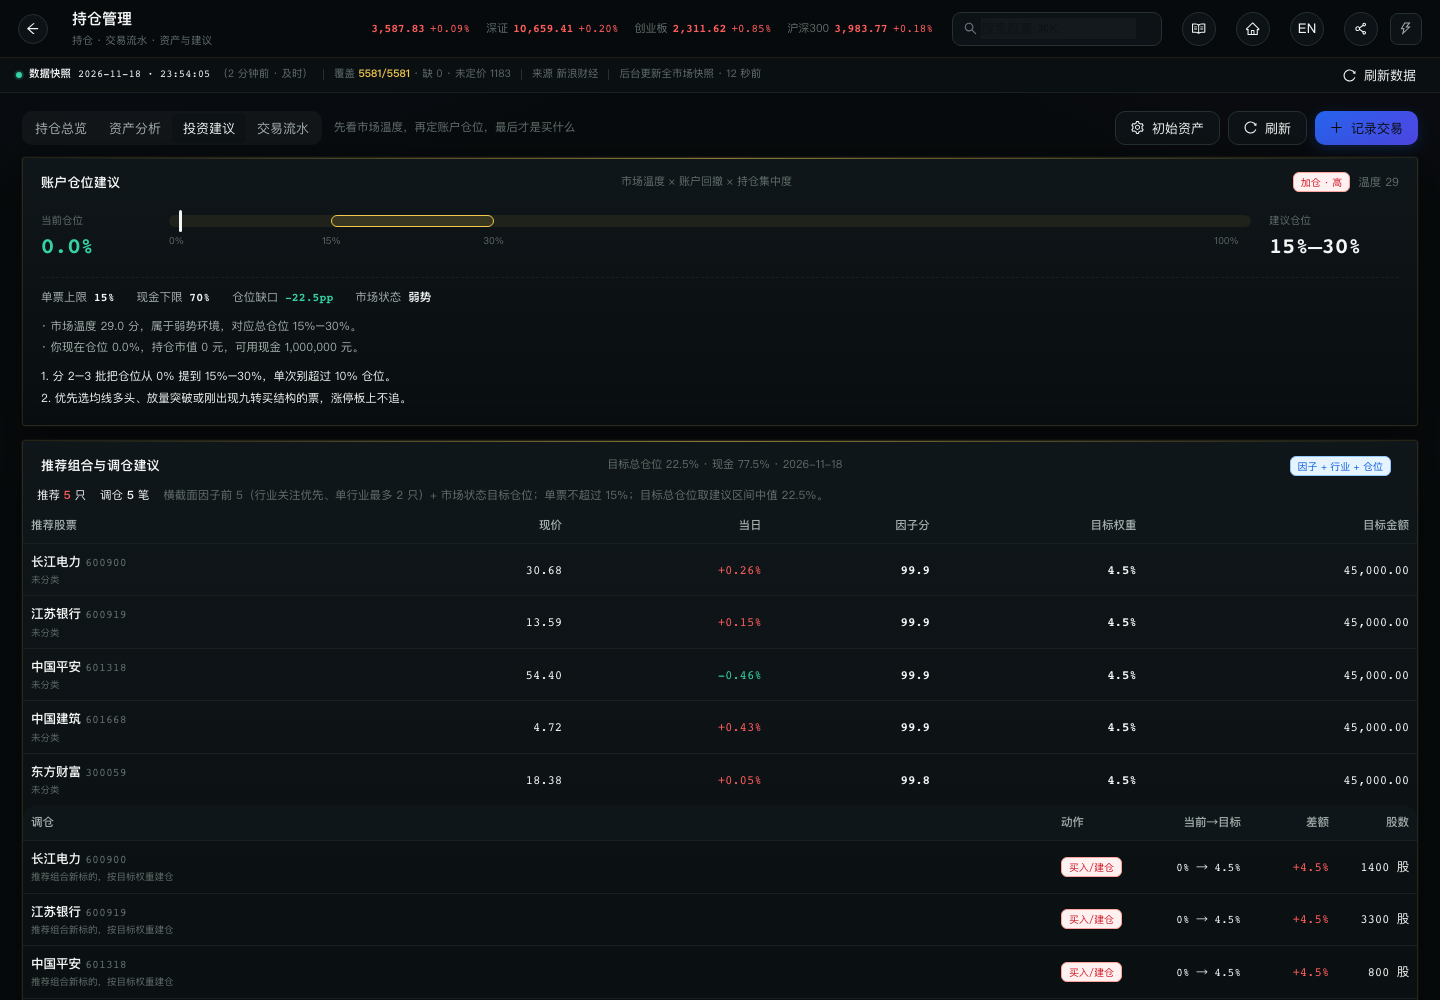 持仓管理
持仓 · 交易流水 · 资产与建议
3,587.83 +0.09% 深证 10,659.41 +0.20% 创业板 2,311.62 +0.85% 沪深300 3,983.77 +0.18%
EN
数据快照 2026-11-18 · 23:54:05 (2 分钟前 · 及时) 覆盖 5581/5581 · 缺 0 · 未定价 1183 来源 新浪财经 后台更新全市场快照 · 12 秒前
刷新数据
持仓总览 资产分析 投资建议 交易流水 先看市场温度，再定账户仓位，最后才是买什么
初始资产 刷新 + 记录交易
账户仓位建议 市场温度 × 账户回撤 × 持仓集中度 加仓 · 高 温度 29
当前仓位 建议仓位
0.0% 0% 15% 30% 100% 15%—30%
单票上限 15% 现金下限 70% 仓位缺口 -22.5pp 市场状态 弱势
· 市场温度 29.0 分，属于弱势环境，对应总仓位 15%—30%。
· 你现在仓位 0.0%，持仓市值 0 元，可用现金 1,000,000 元。
1. 分 2—3 批把仓位从 0% 提到 15%—30%，单次别超过 10% 仓位。
2. 优先选均线多头、放量突破或刚出现九转买结构的票，涨停板上不追。
推荐组合与调仓建议 目标总仓位 22.5% · 现金 77.5% · 2026-11-18 因子 + 行业 + 仓位
推荐 5 只 调仓 5 笔 横截面因子前 5（行业关注优先、单行业最多 2 只）+ 市场状态目标仓位；单票不超过 15%；目标总仓位取建议区间中值 22.5%。
推荐股票 现价 当日 因子分 目标权重 目标金额
长江电力 600900 30.68 +0.26% 99.9 4.5% 45,000.00
未分类
江苏银行 600919 13.59 +0.15% 99.9 4.5% 45,000.00
未分类
中国平安 601318 54.40 -0.46% 99.9 4.5% 45,000.00
未分类
中国建筑 601668 4.72 +0.43% 99.9 4.5% 45,000.00
未分类
东方财富 300059 18.38 +0.05% 99.8 4.5% 45,000.00
未分类
调仓 动作 当前→目标 差额 股数
长江电力 600900 买入/建仓 0% → 4.5% +4.5% 1400 股
推荐组合新标的，按目标权重建仓
江苏银行 600919 买入/建仓 0% → 4.5% +4.5% 3300 股
推荐组合新标的，按目标权重建仓
中国平安 601318 买入/建仓 0% → 4.5% +4.5% 800 股
推荐组合新标的，按目标权重建仓